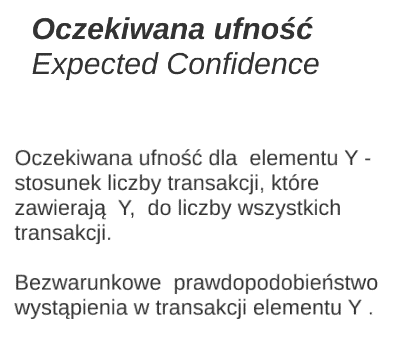 Oczekiwana ufność
Expected Confidence
Oczekiwana ufność dla elementu Y -
stosunek liczby transakcji, które
zawierają Y, do liczby wszystkich
transakcji.
Bezwarunkowe prawdopodobieństwo
wystąpienia w transakcji elementu Y .